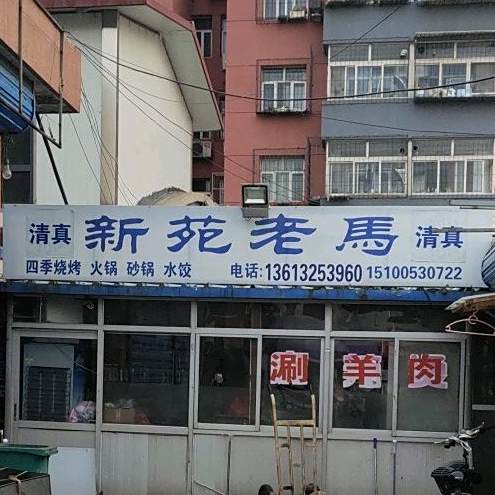 清真 新苑老馬 清真
四季烧烤 火锅 砂锅 水饺 电话:13613253960 15100530722
涮羊肉